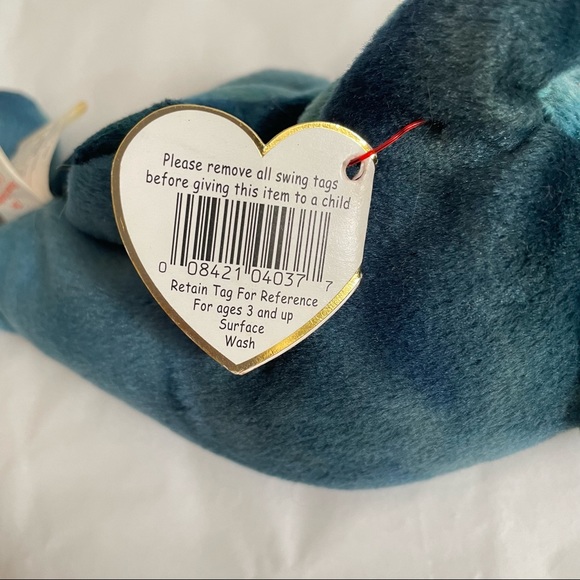 Please remove all swing tags
before giving this item to a child
0 08421 04037 7
Retain Tag For Reference
For ages 3 and up
Surface
Wash